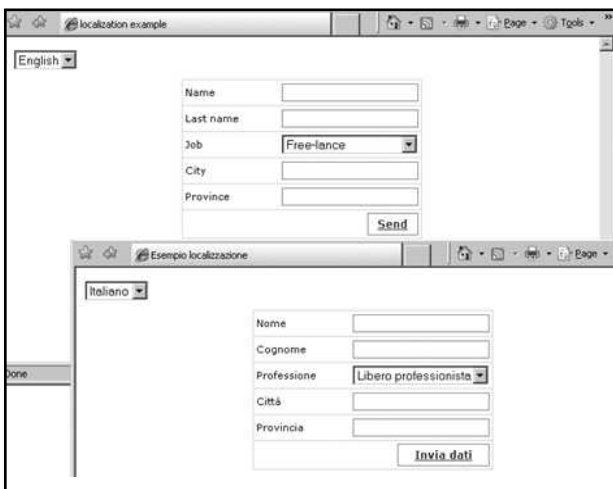 localization example
Page
Tools
»
English
Name
Last name
Job Free-lance
City
Province
Send
Esempio localizzazione
Page
Italiano
Nome
Cognome
Professione Libero professionista
Città
Provincia
Invia dati
Done